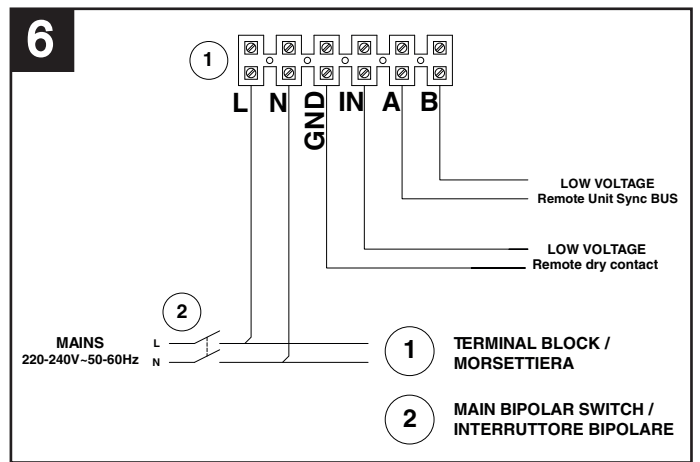 6
1
L N GND IN A B
LOW VOLTAGE
Remote Unit Sync BUS
LOW VOLTAGE
Remote dry contact
2
MAINS
220-240V~50-60Hz
L
N
1
TERMINAL BLOCK /
MORSETTIERA
2
MAIN BIPOLAR SWITCH /
INTERRUTTORE BIPOLARE